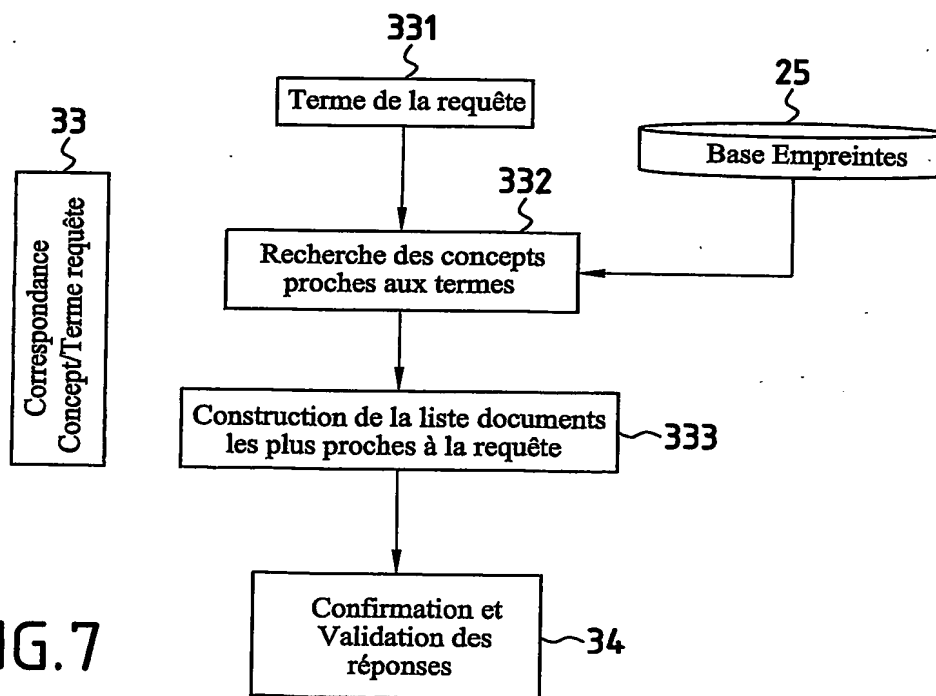 331
Terme de la requête
25
Base Empreintes
33
Correspondance
Concept/Terme requête
332
Recherche des concepts
proches aux termes
Construction de la liste documents
les plus proches à la requête
333
Confirmation et
Validation des
réponses
34
IG.7